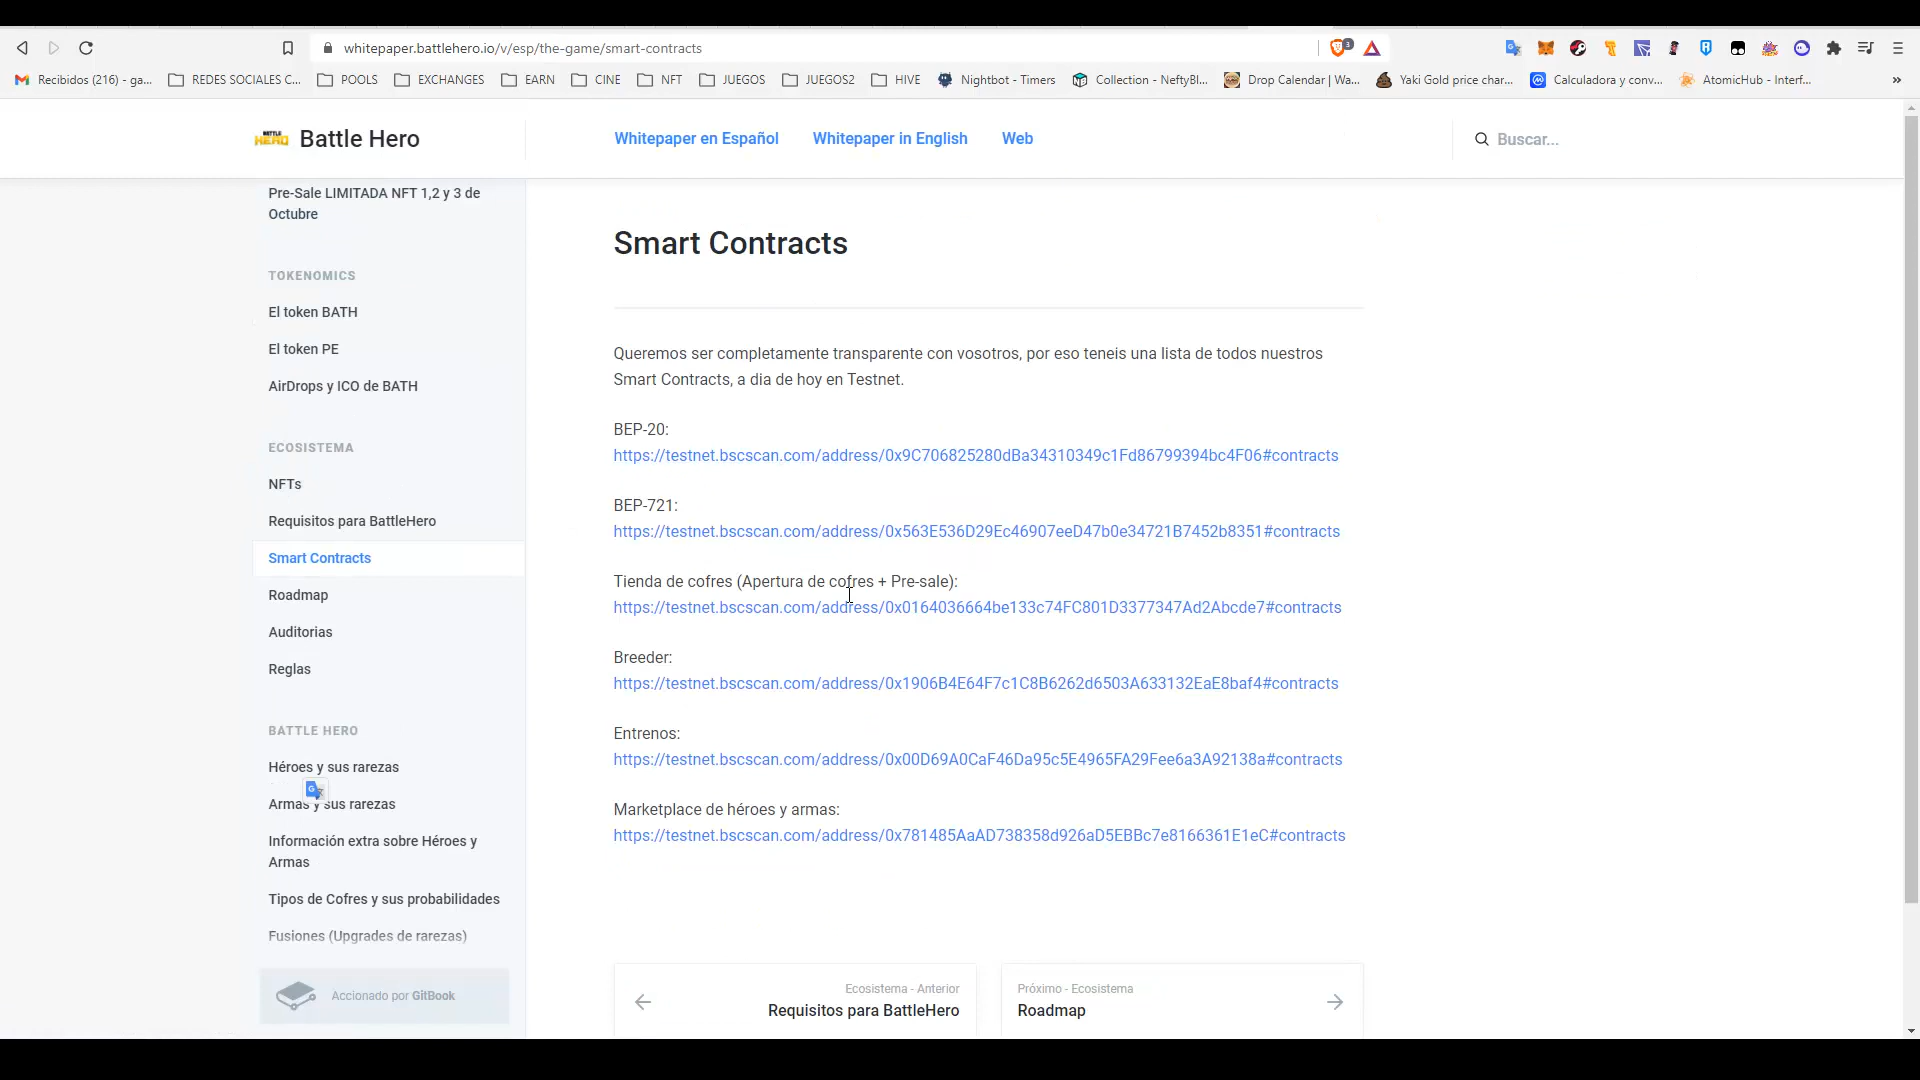 whitepaper.battlehero.io/v/esp/the-game/smart-contracts
3
Recibidos (216) - ga...
REDES SOCIALES C...
POOLS
EXCHANGES
EARN
CINE
NFT
JUEGOS
JUEGOS2
HIVE
Nightbot - Timers
Collection - NeftyBl...
Drop Calendar | Wa...
Yaki Gold price char...
Calculadora y conv...
AtomicHub - Interf...
»
BATTLE
HERO
Battle Hero
Whitepaper en Español
Whitepaper in English
Web
Buscar...
Pre-Sale LIMITADA NFT 1,2 y 3 de
Octubre
TOKENOMICS
El token BATH
El token PE
AirDrops y ICO de BATH
ECOSISTEMA
NFTs
Requisitos para BattleHero
Smart Contracts
Roadmap
Auditorias
Reglas
BATTLE HERO
Héroes y sus rarezas
Armas y sus rarezas
Información extra sobre Héroes y
Armas
Tipos de Cofres y sus probabilidades
Fusiones (Upgrades de rarezas)
Accionado por GitBook
Smart Contracts
Queremos ser completamente transparente con vosotros, por eso teneis una lista de todos nuestros
Smart Contracts, a dia de hoy en Testnet.
BEP-20:
https://testnet.bscscan.com/address/0x9C706825280dBa34310349c1Fd86799394bc4F06#contracts
BEP-721:
https://testnet.bscscan.com/address/0x563E536D29Ec46907eeD47b0e34721B7452b8351#contracts
Tienda de cofres (Apertura de cofres + Pre-sale):
https://testnet.bscscan.com/address/0x0164036664be133c74FC801D3377347Ad2Abcde7#contracts
Breeder:
https://testnet.bscscan.com/address/0x1906B4E64F7c1C8B6262d6503A633132EaE8baf4#contracts
Entrenos:
https://testnet.bscscan.com/address/0x00D69A0CaF46Da95c5E4965FA29Fee6a3A92138a#contracts
Marketplace de héroes y armas:
https://testnet.bscscan.com/address/0x781485AaAD738358d926aD5EBBc7e8166361E1eC#contracts
Ecosistema - Anterior
Requisitos para BattleHero
Próximo - Ecosistema
Roadmap